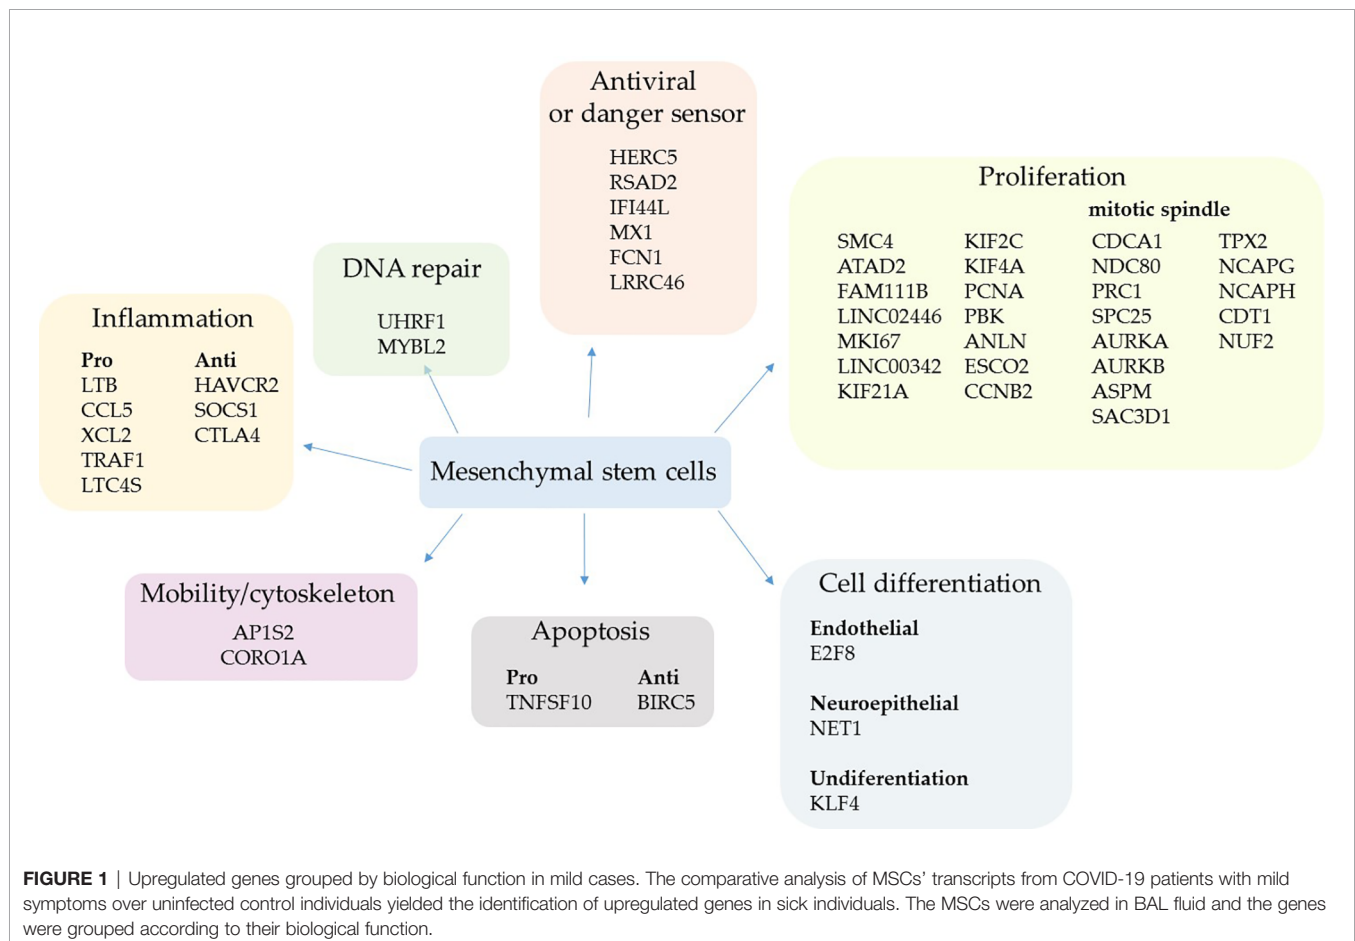 Antiviral
or danger sensor
HERC5
RSAD2
IFI44L
MX1
FCN1
LRRC46
Proliferation
mitotic spindle
SMC4 KIF2C CDCA1 TPX2
ATAD2 KIF4A NDC80 NCAPG
FAM111B PCNA PRC1 NCAPH
LINC02446 PBK SPC25 CDT1
MKI67 ANLN AURKA NUF2
LINC00342 ESCO2 AURKB
KIF21A CCNB2 ASPM
SAC3D1
DNA repair
UHRF1
MYBL2
Inflammation
Pro Anti
LTB HAVCR2
CCL5 SOCS1
XCL2 CTLA4
TRAF1
LTC4S
Mesenchymal stem cells
Mobility/cytoskeleton
AP1S2
CORO1A
Apoptosis
Pro Anti
TNFSF10 BIRC5
Cell differentiation
Endothelial
E2F8
Neuroepithelial
NET1
Undiferentiation
KLF4
FIGURE 1 | Upregulated genes grouped by biological function in mild cases. The comparative analysis of MSCs' transcripts from COVID-19 patients with mild
symptoms over uninfected control individuals yielded the identification of upregulated genes in sick individuals. The MSCs were analyzed in BAL fluid and the genes
were grouped according to their biological function.